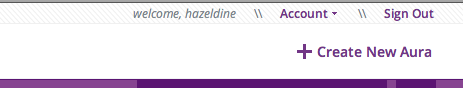 welcome, hazeldine \\ Account \\ Sign Out
Create New Aura